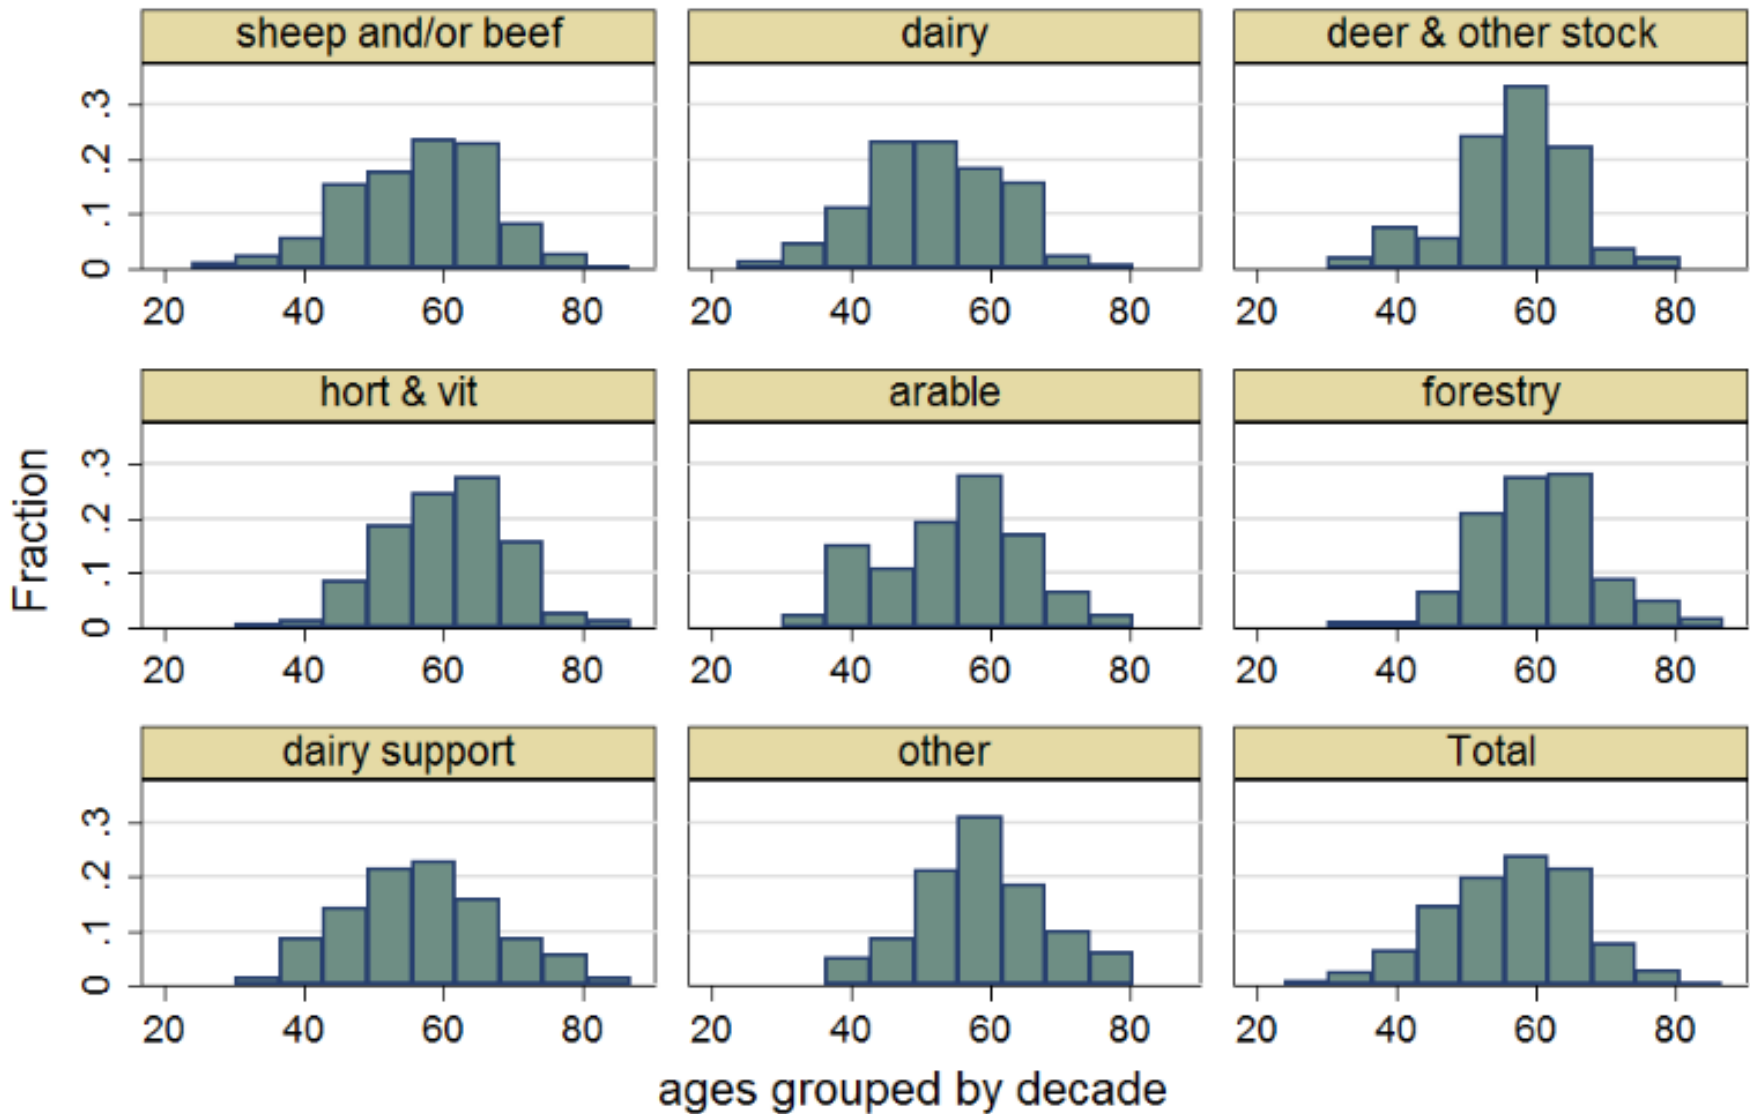 sheep and/or beef
dairy
deer & other stock
.3
.2
.1
0
20 40 60 80
20 40 60 80
20 40 60 80
hort & vit
arable
forestry
Fraction
.3
.2
.1
0
20 40 60 80
20 40 60 80
20 40 60 80
dairy support
other
Total
.3
.2
.1
0
20 40 60 80
20 40 60 80
20 40 60 80
ages grouped by decade